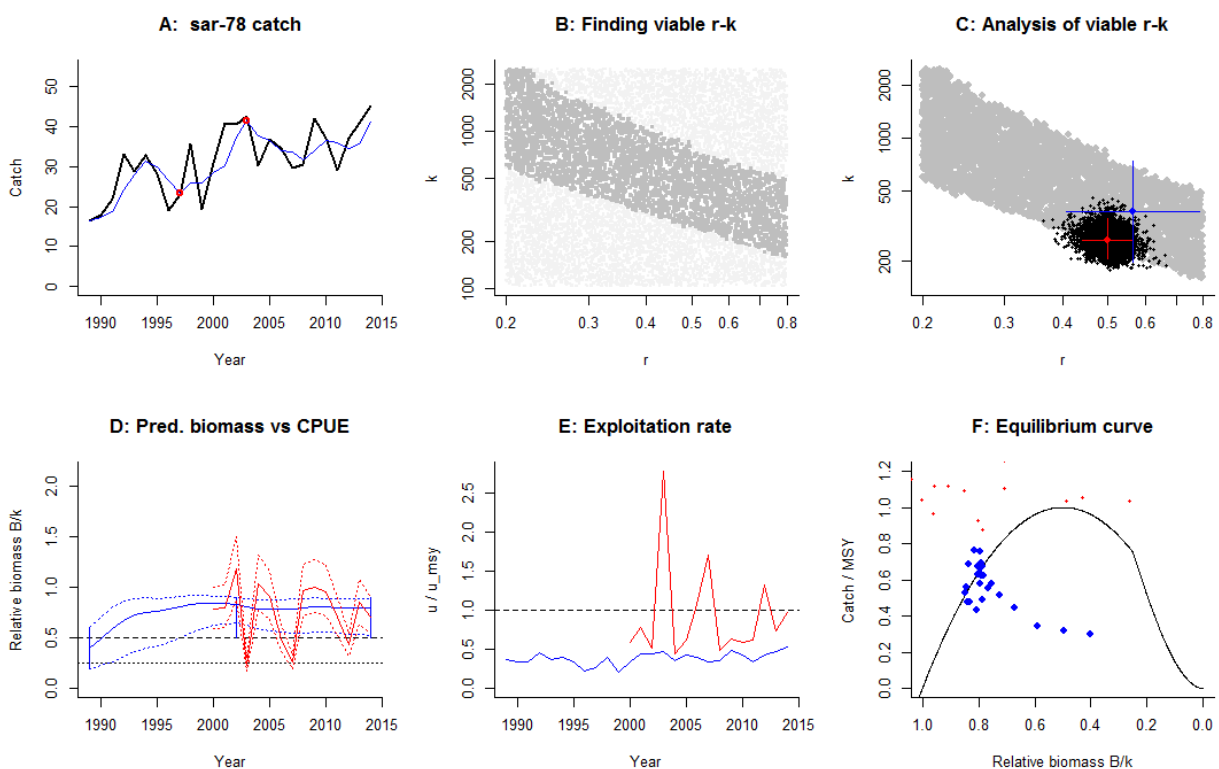 A: sar-78 catch
Catch
50
40
30
20
10
0
1990 1995 2000 2005 2010 2015
Year
B: Finding viable r-k
k
2000
1000
500
200
100
0.2 0.3 0.4 0.5 0.6 0.8
r
C: Analysis of viable r-k
k
2000
1000
500
200
0.2 0.3 0.4 0.5 0.6 0.8
r
D: Pred. biomass vs CPUE
Relative biomass B/k
2.0
1.5
1.0
0.5
0.0
1990 1995 2000 2005 2010 2015
Year
E: Exploitation rate
u / u_msy
2.5
2.0
1.5
1.0
0.5
0.0
1990 1995 2000 2005 2010 2015
Year
F: Equilibrium curve
Catch / MSY
1.2
1.0
0.8
0.6
0.4
0.2
0.0
1.0 0.8 0.6 0.4 0.2 0.0
Relative biomass B/k